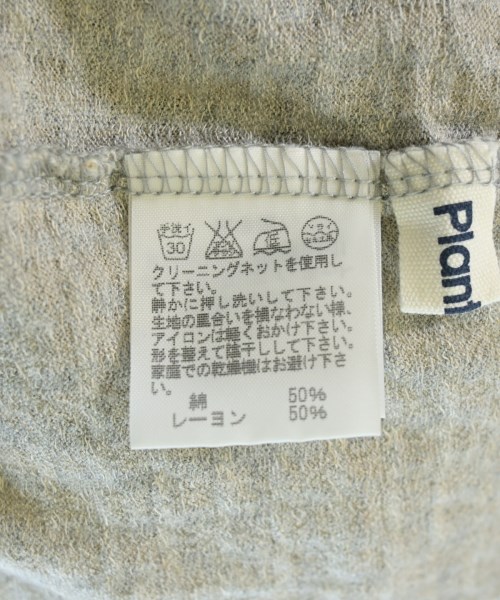 手洗イ
30
クリーニングネットを使用し
て下さい。
静かに押し洗いして下さい。
生地の風合いを損なわない様、
アイロンは軽くおかけ下さい。
形を整えて陰干しして下さい。
家庭での乾燥機はお避け下さ
い。
綿 50%
レーヨン 50%
Plan